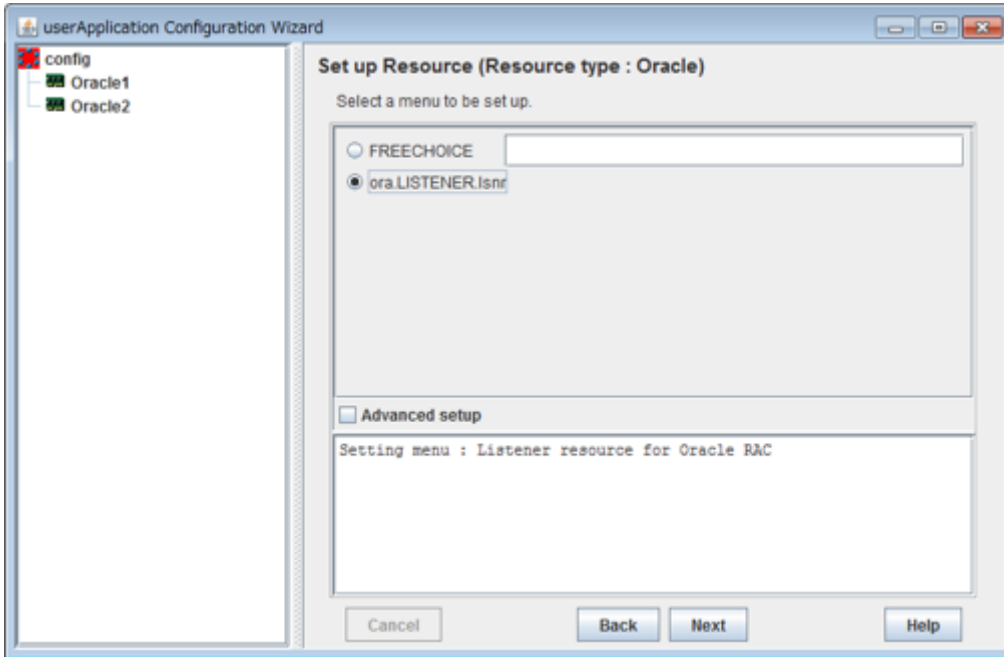 userApplication Configuration Wizard
config
Oracle1
Oracle2
Set up Resource (Resource type : Oracle)
Select a menu to be set up.
FREECHOICE
ora.LISTENER.lsnr
Advanced setup
Setting menu : Listener resource for Oracle RAC
Cancel
Back
Next
Help